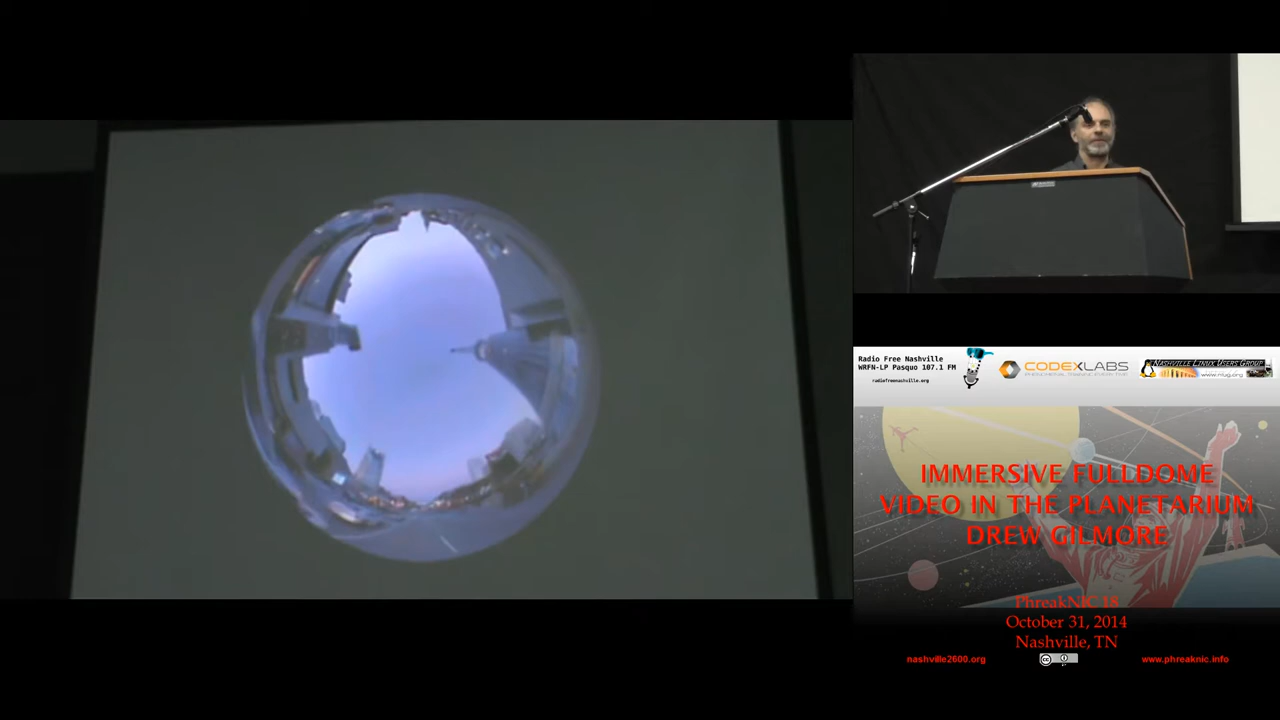 Radio Free Nashville
WRFN-LP Pasquo 107.1 FM
radiofreenashville.org
CODEXLABS
NASHVILLE LINUX USERS GROUP
www.nlug.org
IMMERSIVE FULLDOME
VIDEO IN THE PLANETARIUM
DREW GILMORE
PhreakNIC 18
October 31, 2014
Nashville, TN
nashville2600.org
cc
www.phreaknic.info